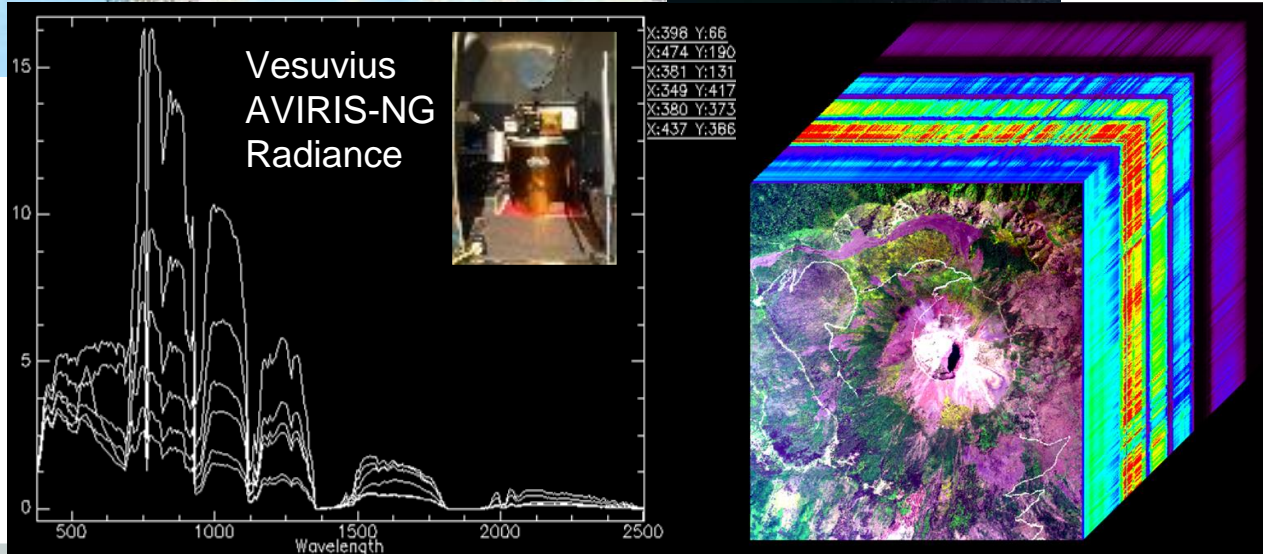 Vesuvius
AVIRIS-NG
Radiance
X:398 Y:66
X:474 Y:190
X:381 Y:131
X:349 Y:417
X:380 Y:373
X:437 Y:386
15
10
5
0
500 1000 1500 2000 2500
Wavelength